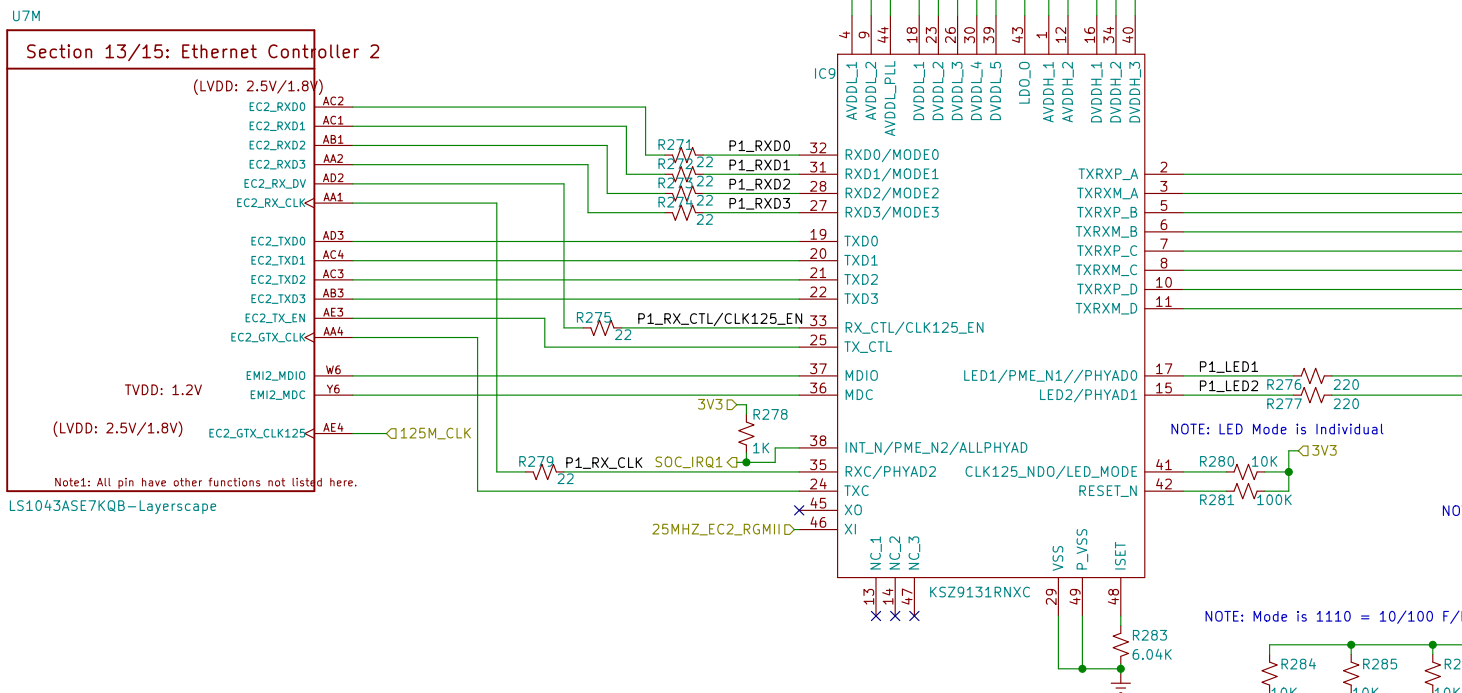 U7M
Section 13/15: Ethernet Controller 2
(LVDD: 2.5V/1.8V)
EC2_RXD0 AC2
EC2_RXD1 AC1
EC2_RXD2 AB1
EC2_RXD3 AA2
EC2_RX_DV AD2
EC2_RX_CLK AA1
EC2_TXD0 AD3
EC2_TXD1 AC4
EC2_TXD2 AC3
EC2_TXD3 AB3
EC2_TX_EN AE3
EC2_GTX_CLK AA4
EMI2_MDIO W6
TVDD: 1.2V
EMI2_MDC Y6
(LVDD: 2.5V/1.8V)
EC2_GTX_CLK125 AE4
125M_CLK
Note1: All pin have other functions not listed here.
LS1043ASE7KQB-Layerscape
R271 22 P1_RXD0
22 P1_RXD1
22 P1_RXD2
22 P1_RXD3
R275 22 P1_RX_CTL/CLK125_EN
3V3
R278
1K
SOC_IRQ1
R279 22 P1_RX_CLK
25MHZ_EC2_RGMII
IC9
4 AVDDL_1
9 AVDDL_2
44 AVDDL_PLL
18 DVDDL_1
23 DVDDL_2
26 DVDDL_3
30 DVDDL_4
39 DVDDL_5
43 LDO_O
1 AVDDH_1
12 AVDDH_2
16 DVDDH_1
34 DVDDH_2
40 DVDDH_3
32 RXD0/MODE0
31 RXD1/MODE1
28 RXD2/MODE2
27 RXD3/MODE3
19 TXD0
20 TXD1
21 TXD2
22 TXD3
33 RX_CTL/CLK125_EN
25 TX_CTL
37 MDIO
36 MDC
38 INT_N/PME_N2/ALLPHYAD
35 RXC/PHYAD2
24 TXC
45 XO
46 XI
TXRXP_A 2
TXRXM_A 3
TXRXP_B 5
TXRXM_B 6
TXRXP_C 7
TXRXM_C 8
TXRXP_D 10
TXRXM_D 11
LED1/PME_N1//PHYAD0 17
LED2/PHYAD1 15
CLK125_NDO/LED_MODE 41
RESET_N 42
NC_1 13
NC_2 14
NC_3 47
VSS 29
P_VSS 49
ISET 48
KSZ9131RNXC
P1_LED1
P1_LED2 R276 220
R277 220
NOTE: LED Mode is Individual
3V3
R280 10K
R281 100K
R283
6.04K
NOTE: Mode is 1110 = 10/100 F/
R284
10K
R285
10K